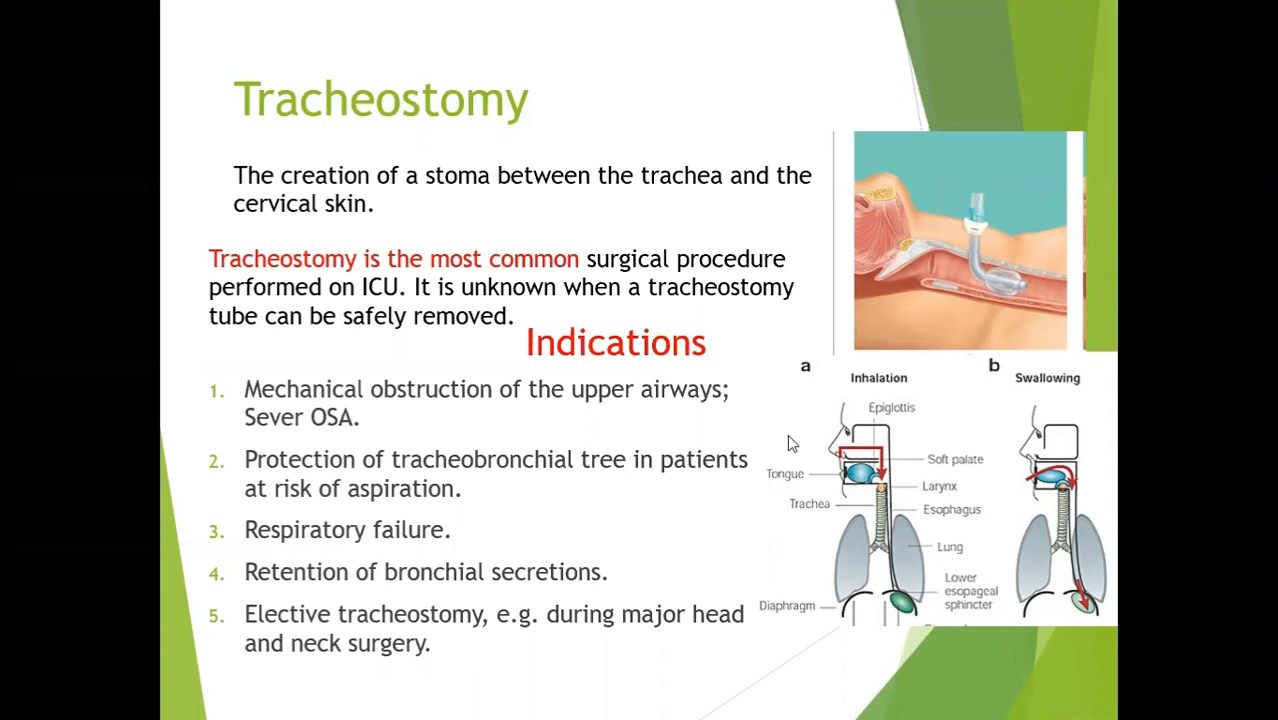 Tracheostomy
The creation of a stoma between the trachea and the
cervical skin.
Tracheostomy is the most common surgical procedure
performed on ICU. It is unknown when a tracheostomy
tube can be safely removed.
Indications
1. Mechanical obstruction of the upper airways;
Sever OSA.
2. Protection of tracheobronchial tree in patients
at risk of aspiration.
3. Respiratory failure.
4. Retention of bronchial secretions.
5. Elective tracheostomy, e.g. during major head
and neck surgery.
a
Inhalation
b
Swallowing
Epiglottis
Soft palate
Tongue
Larynx
Trachea
Esophagus
Lung
Lower
esopageal
sphincter
Diaphragm